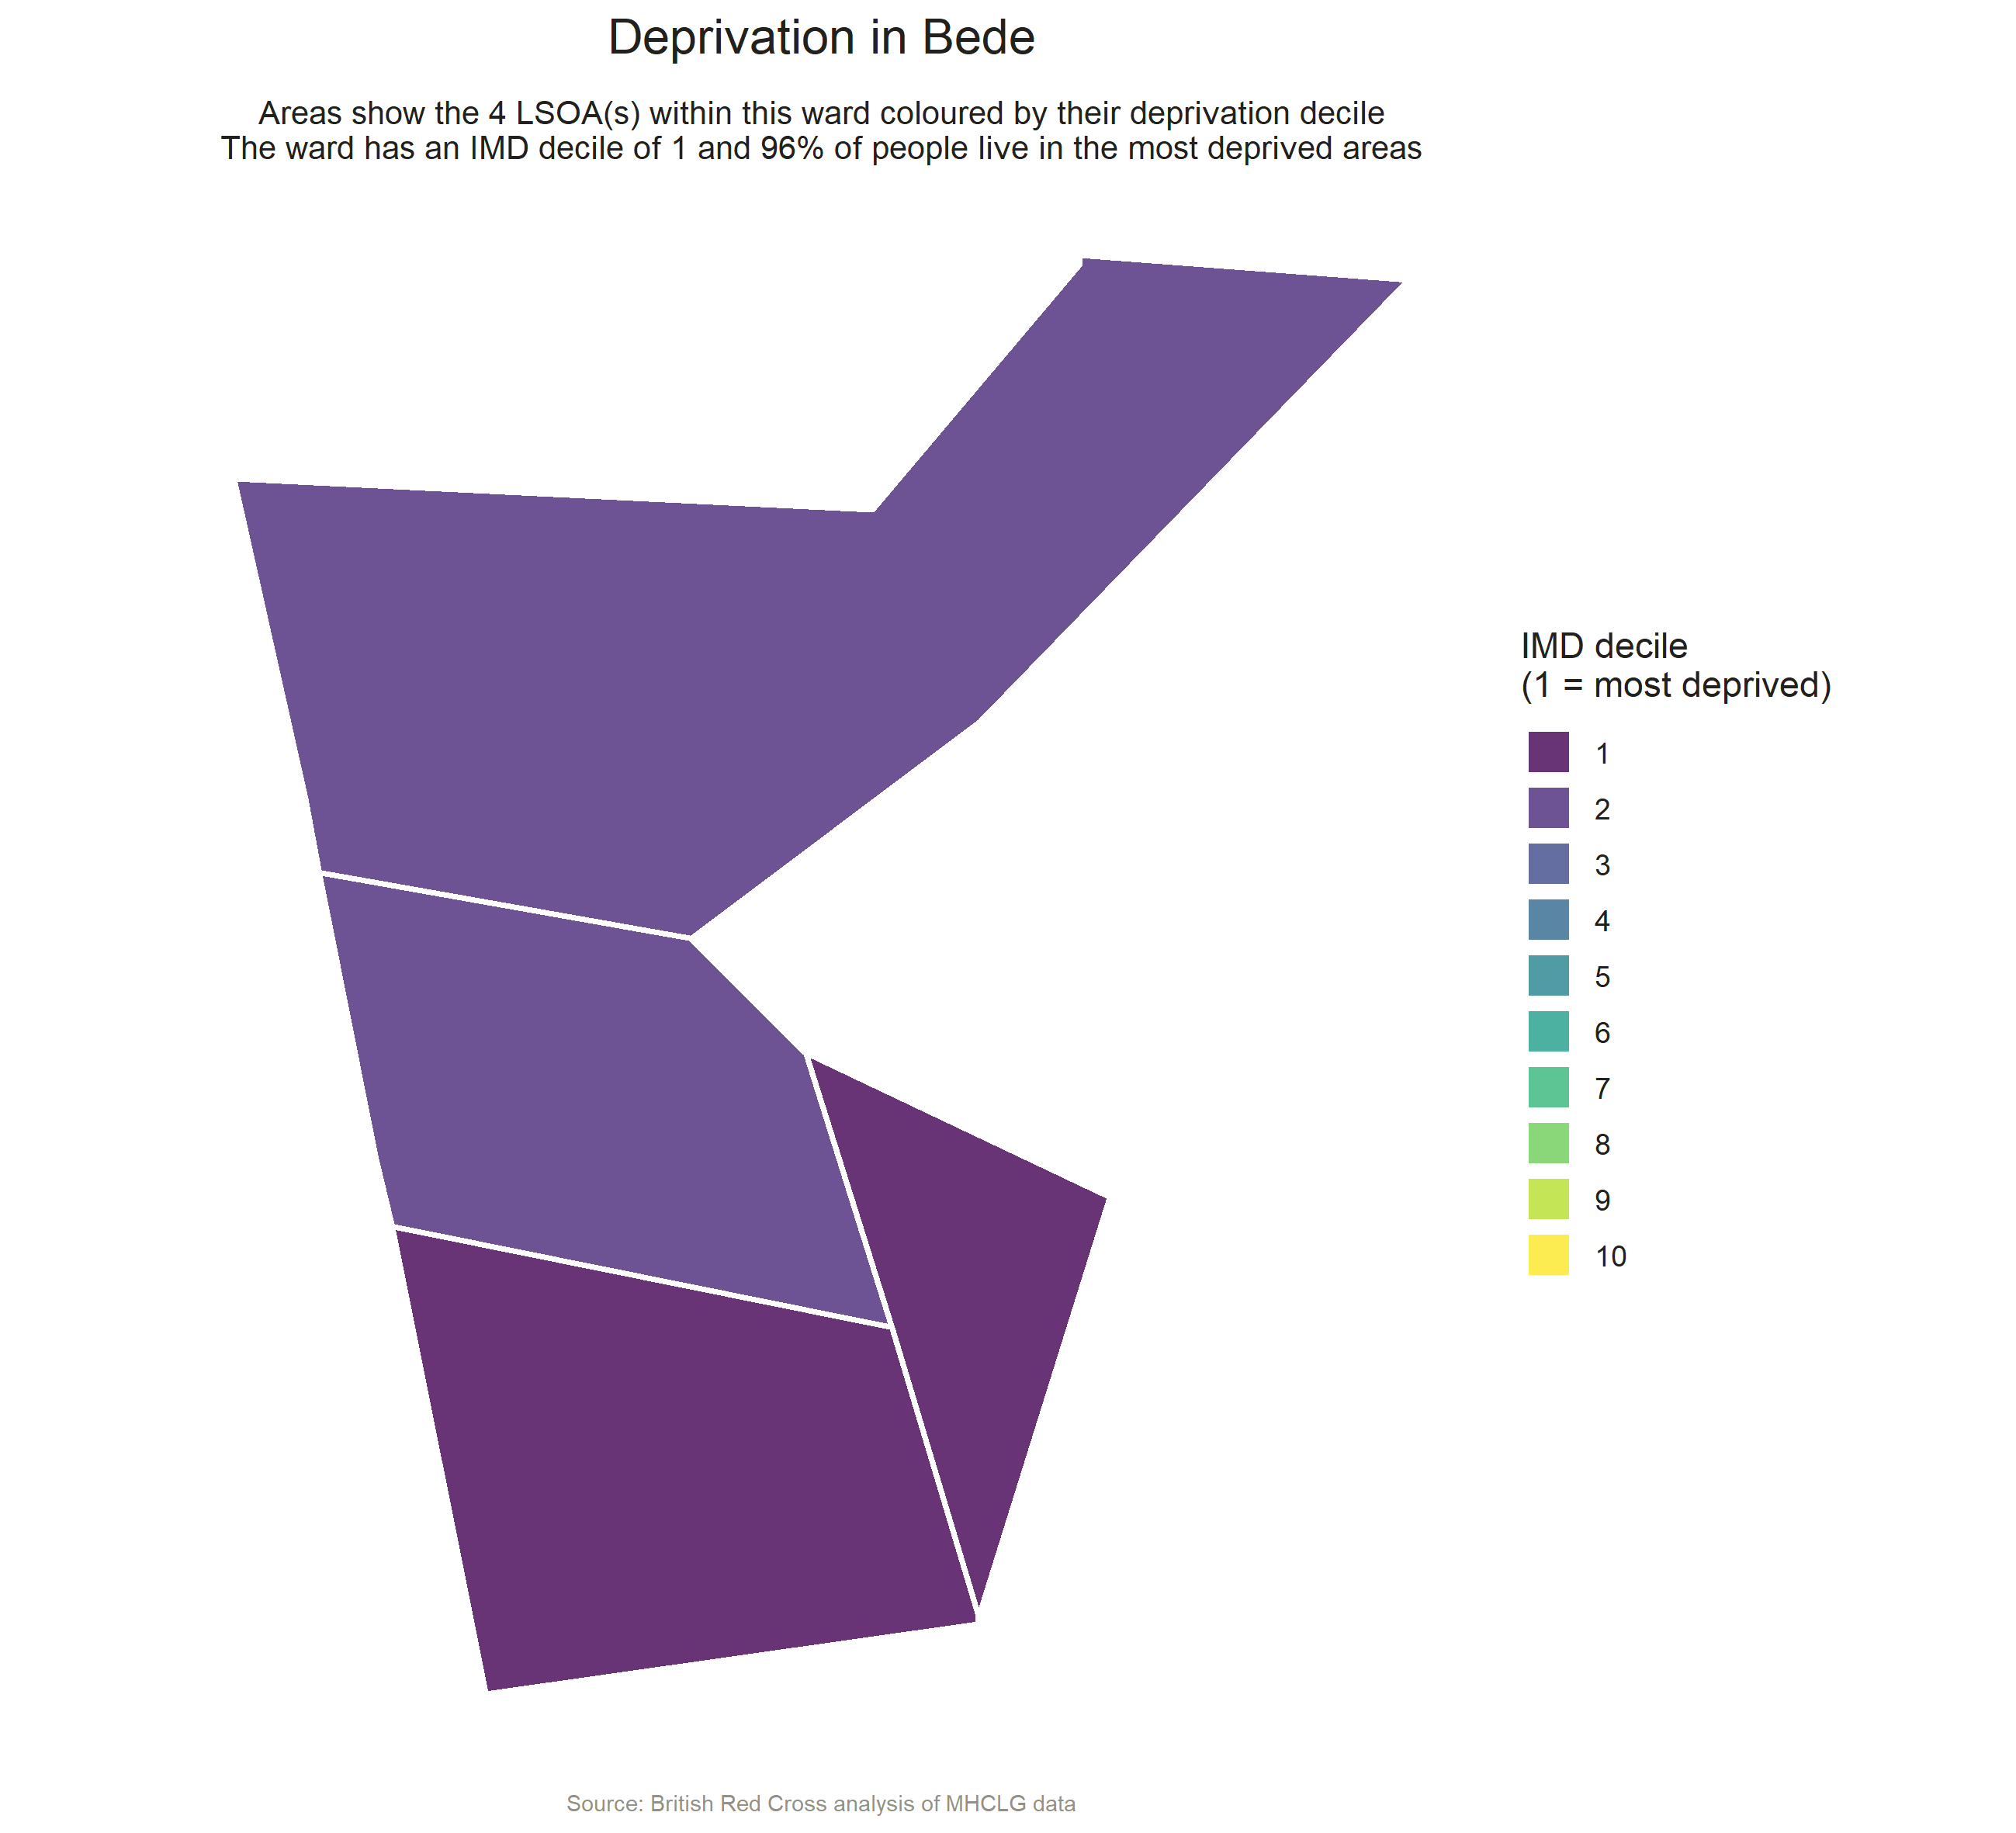 Deprivation in Bede
Areas show the 4 LSOA(s) within this ward coloured by their deprivation decile
The ward has an IMD decile of 1 and 96% of people live in the most deprived areas
IMD decile
(1 = most deprived)
1
2
3
4
5
6
7
8
9
10
Source: British Red Cross analysis of MHCLG data